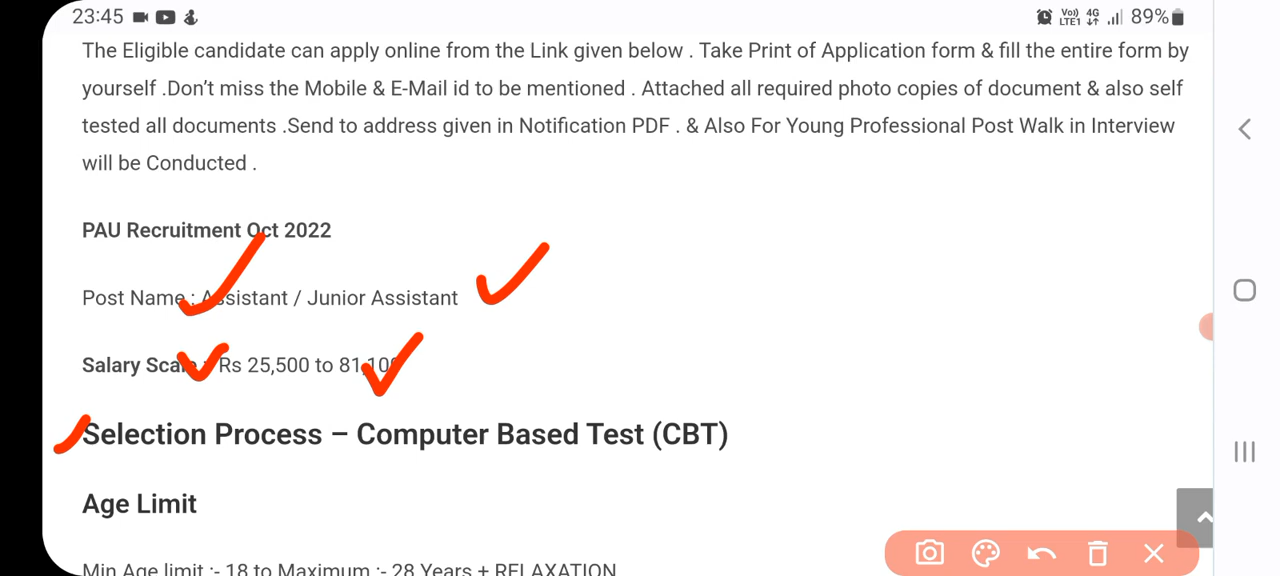 23:45 Vo)) LTE1 4G 89%
The Eligible candidate can apply online from the Link given below . Take Print of Application form & fill the entire form by
yourself .Don’t miss the Mobile & E-Mail id to be mentioned . Attached all required photo copies of document & also self
tested all documents .Send to address given in Notification PDF . & Also For Young Professional Post Walk in Interview
will be Conducted .
PAU Recruitment Oct 2022
Post Name : Assistant / Junior Assistant
Salary Scale : Rs 25,500 to 81,100
Selection Process – Computer Based Test (CBT)
Age Limit
Min Age limit :- 18 to Maximum :- 28 Years + RELAXATION